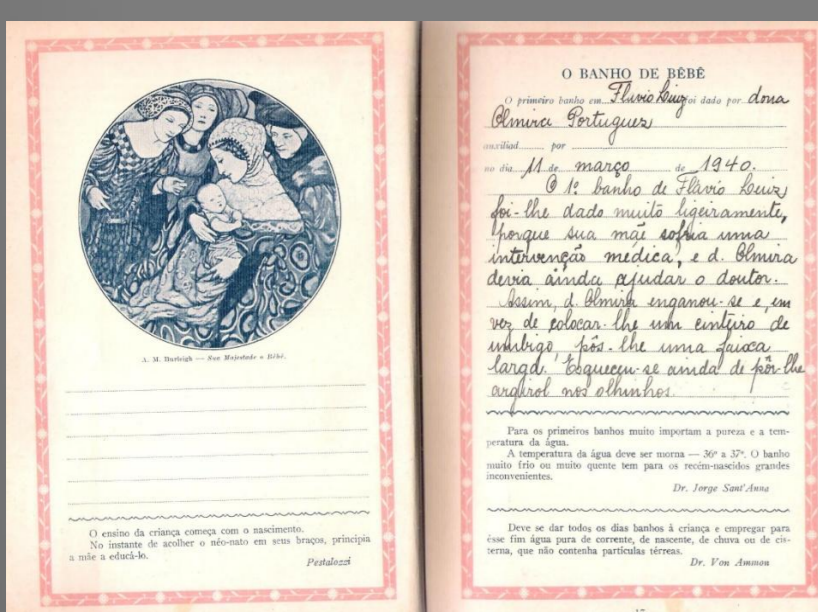 A. M. Burleigh — Sua Majestade o Bébé.
O ensino da criança começa com o nascimento.
No instante de acolher o néo-nato em seus braços, principia
a mãe a educá-lo.
Pestalozzi
O BANHO DE BÊBÊ
O primeiro banho em Flavio Luiz foi dado por dona
Olmira Portuguez
auxiliad por
no dia 11 de março de 1940.
O 1º banho de Flávio Luiz
foi-lhe dado muito ligeiramente,
porque sua mãe sofria uma
intervenção médica, e d. Olmira
devia ainda ajudar o doutor.
Assim, d. Olmira enganou-se e, em
vez de colocar-lhe um cinteiro de
umbigo, pôs-lhe uma faixa
larga. Esqueceu-se ainda de pôr-lhe
argirol nos olhinhos.
Para os primeiros banhos muito importam a pureza e a tem-
peratura da água.
A temperatura da água deve ser morna — 36º a 37º. O banho
muito frio ou muito quente tem para os recém-nascidos grandes
inconvenientes.
Dr. Jorge Sant'Anna
Deve se dar todos os dias banhos à criança e empregar para
êsse fim água pura de corrente, de nascente, de chuva ou de cis-
terna, que não contenha partículas térreas.
Dr. Von Ammon